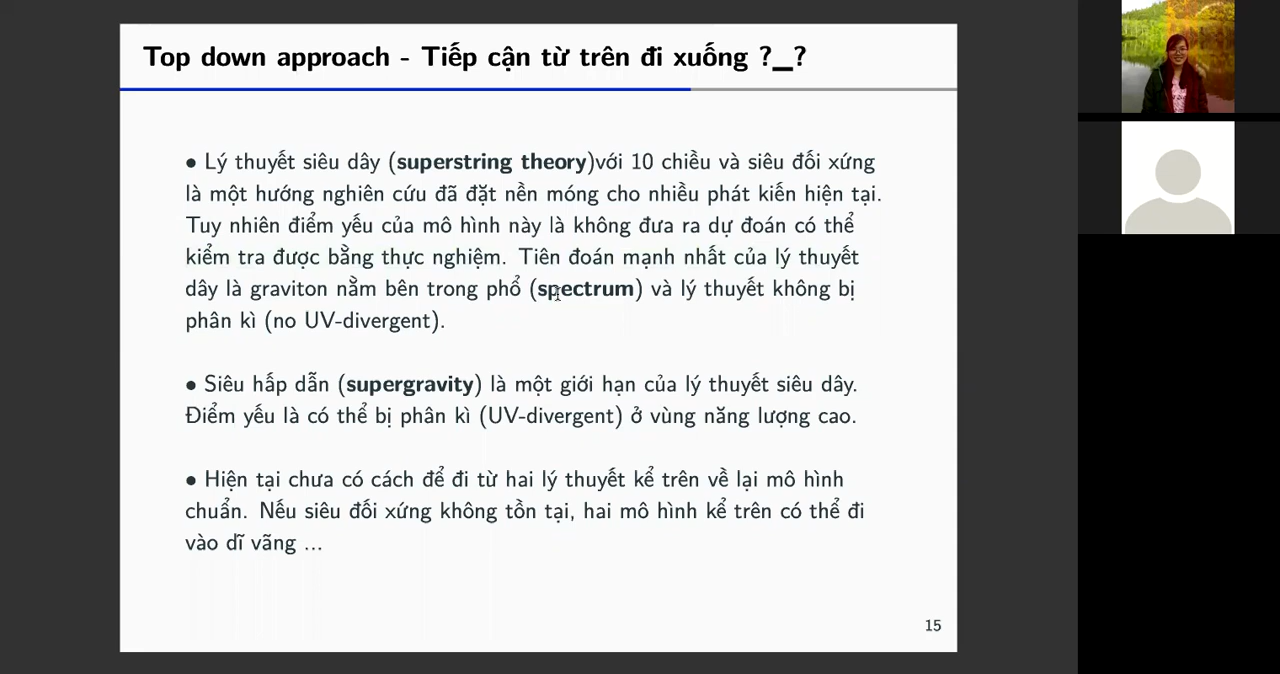 Top down approach - Tiếp cận từ trên đi xuống ?_?
• Lý thuyết siêu dây (superstring theory)với 10 chiều và siêu đối xứng
là một hướng nghiên cứu đã đặt nền móng cho nhiều phát kiến hiện tại.
Tuy nhiên điểm yếu của mô hình này là không đưa ra dự đoán có thể
kiểm tra được bằng thực nghiệm. Tiên đoán mạnh nhất của lý thuyết
dây là graviton nằm bên trong phổ (spectrum) và lý thuyết không bị
phân kì (no UV-divergent).
• Siêu hấp dẫn (supergravity) là một giới hạn của lý thuyết siêu dây.
Điểm yếu là có thể bị phân kì (UV-divergent) ở vùng năng lượng cao.
• Hiện tại chưa có cách để đi từ hai lý thuyết kể trên về lại mô hình
chuẩn. Nếu siêu đối xứng không tồn tại, hai mô hình kể trên có thể đi
vào dĩ vãng ...
15